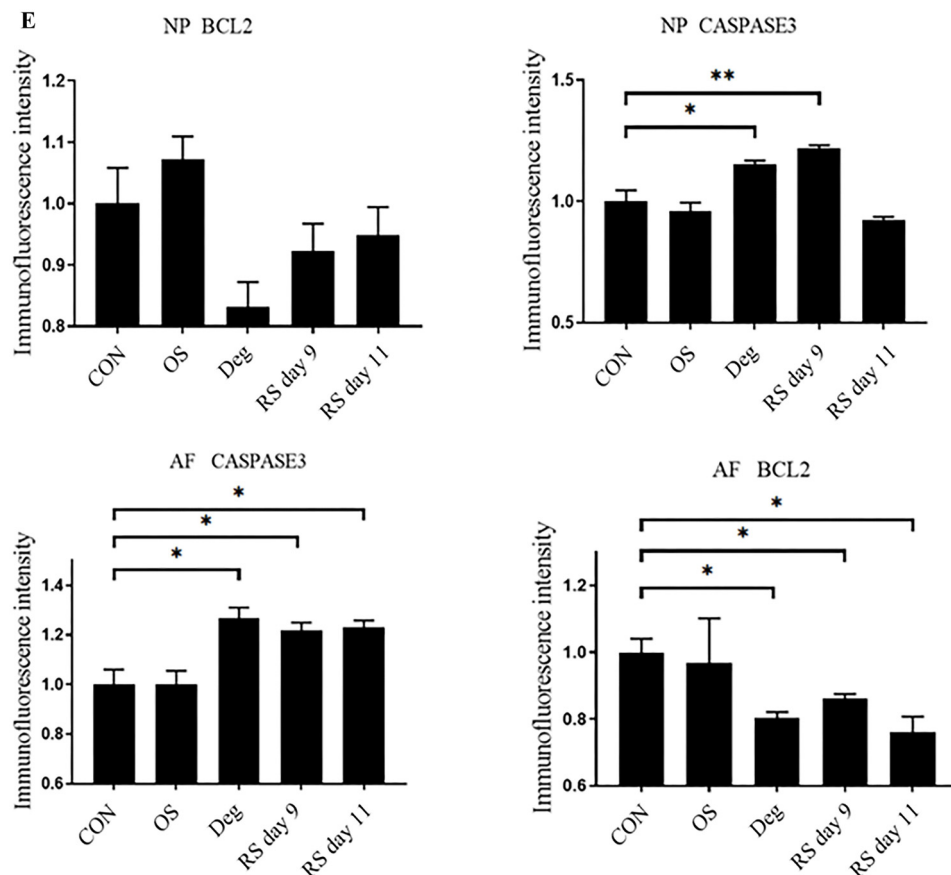 E
NP BCL2
Immunofluorescence intensity
1.2
1.1
1.0
0.9
0.8
CON
OS
Deg
RS day 9
RS day 11
NP CASPASE3
Immunofluorescence intensity
1.5
1.0
0.5
**
*
CON
OS
Deg
RS day 9
RS day 11
AF CASPASE3
Immunofluorescence intensity
1.4
1.2
1.0
0.8
0.6
*
*
*
CON
OS
Deg
RS day 9
RS day 11
AF BCL2
Immunofluorescence intensity
1.2
1.0
0.8
0.6
*
*
*
CON
OS
Deg
RS day 9
RS day 11